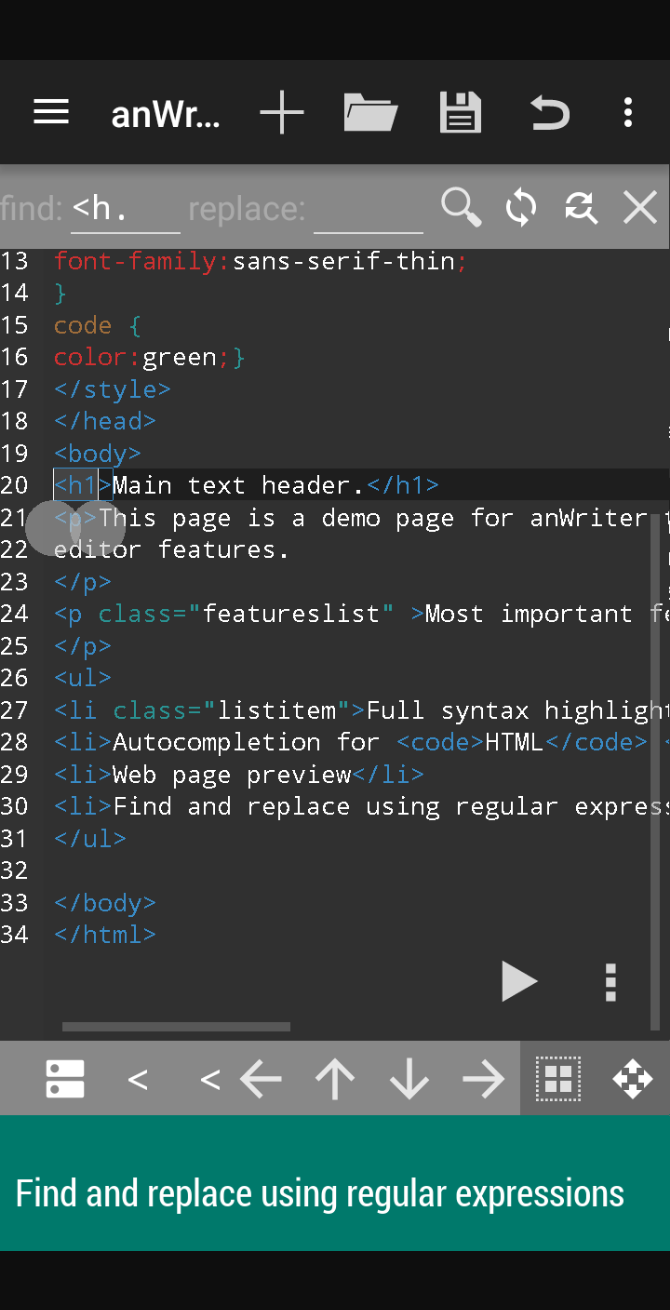 anWr...
find: <h. replace:
13 font-family:sans-serif-thin;
14 }
15 code {
16 color:green;}
17 </style>
18 </head>
19 <body>
20 <h1>Main text header.</h1>
21 <p>This page is a demo page for anWriter
22 editor features.
23 </p>
24 <p class="featureslist" >Most important fe
25 </p>
26 <ul>
27 <li class="listitem">Full syntax highlight
28 <li>Autocompletion for <code>HTML</code> <
29 <li>Web page preview</li>
30 <li>Find and replace using regular express
31 </ul>
32
33 </body>
34 </html>
< <
Find and replace using regular expressions